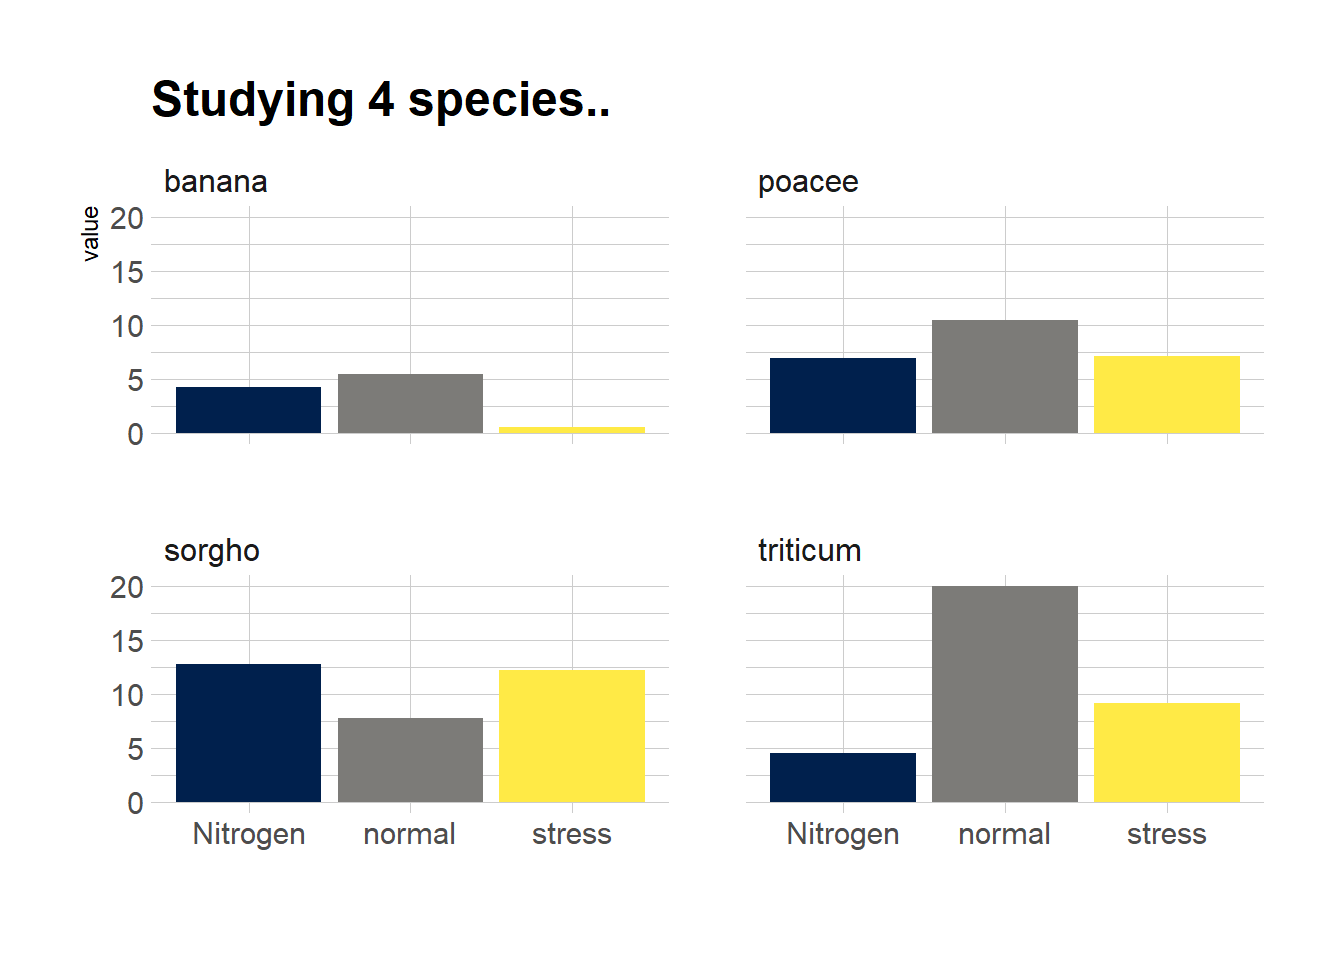 Studying 4 species..
banana
poacee
value
20
15
10
5
0
sorgho
triticum
20
15
10
5
0
Nitrogen normal stress
Nitrogen normal stress